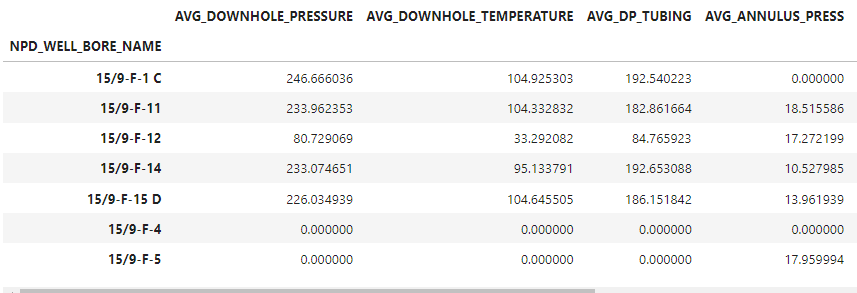 AVG_DOWNHOLE_PRESSURE AVG_DOWNHOLE_TEMPERATURE AVG_DP_TUBING AVG_ANNULUS_PRESS
NPD_WELL_BORE_NAME
15/9-F-1 C 246.666036 104.925303 192.540223 0.000000
15/9-F-11 233.962353 104.332832 182.861664 18.515586
15/9-F-12 80.729069 33.292082 84.765923 17.272199
15/9-F-14 233.074651 95.133791 192.653088 10.527985
15/9-F-15 D 226.034939 104.645505 186.151842 13.961939
15/9-F-4 0.000000 0.000000 0.000000 0.000000
15/9-F-5 0.000000 0.000000 0.000000 17.959994